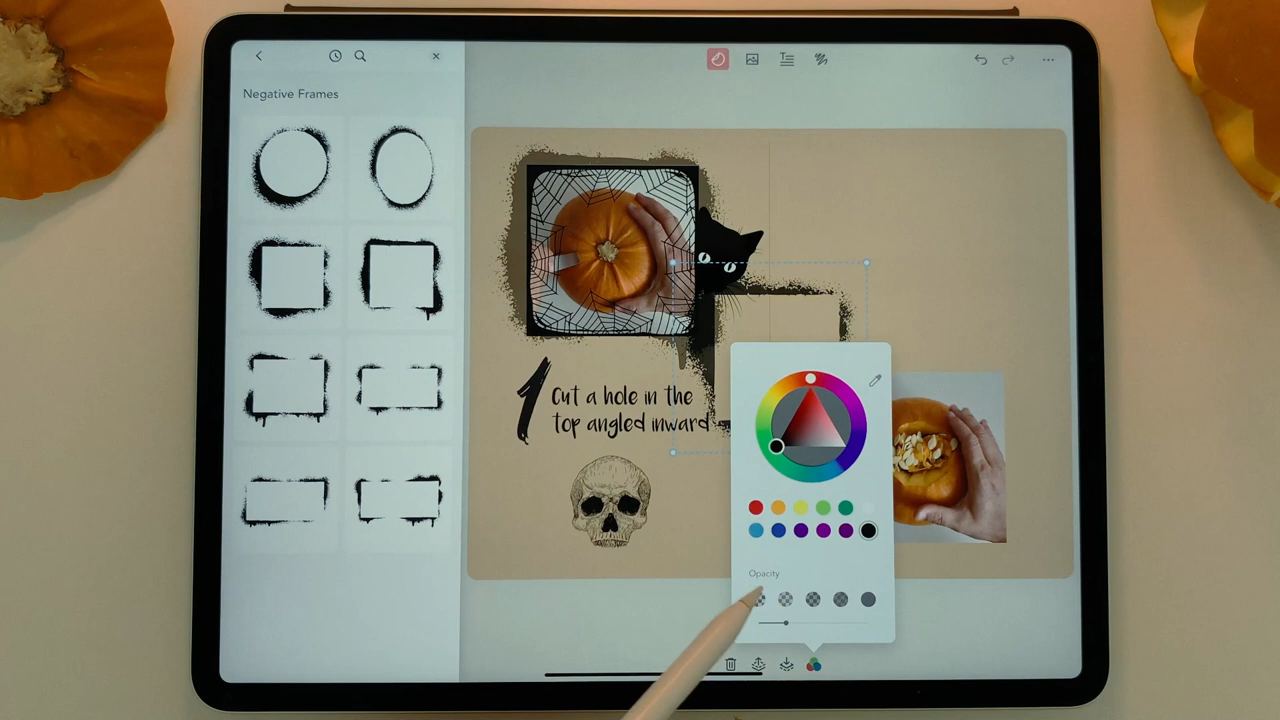 Negative Frames
1 Cut a hole in the
top angled inward
Opacity